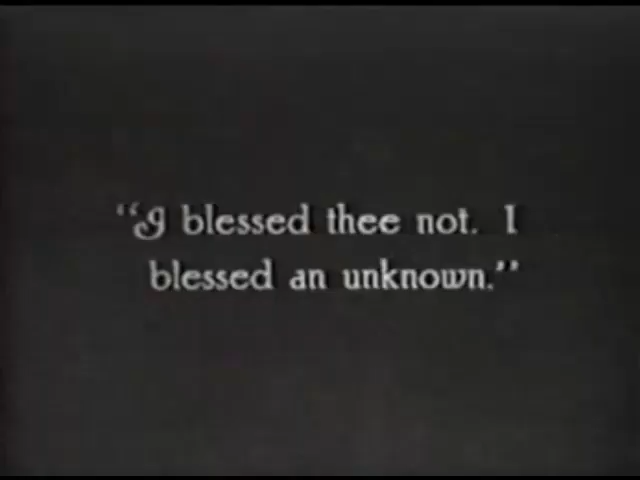 “I blessed thee not. I
blessed an unknown.”